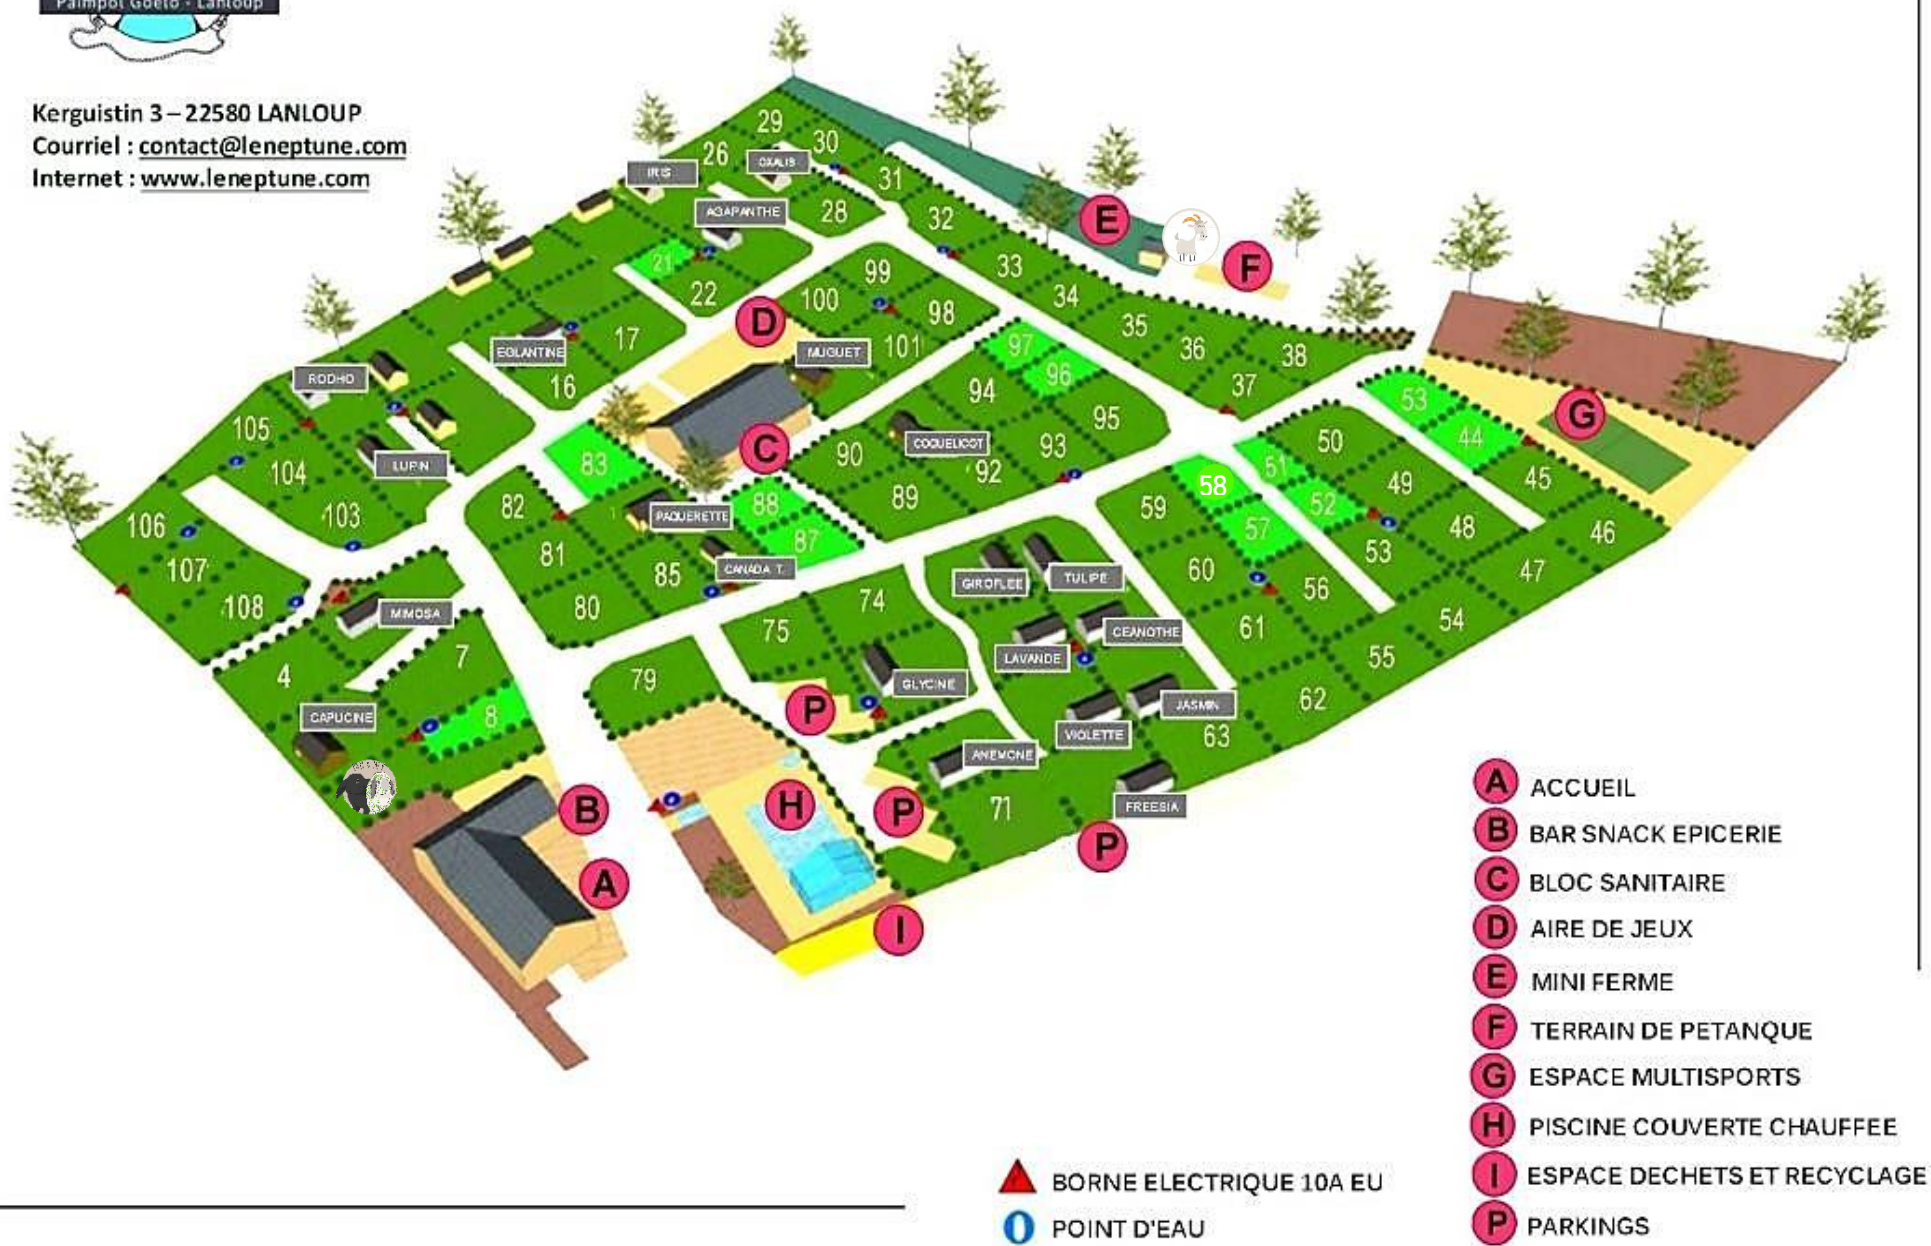 Paimpol Goëlo - Lanloup
Kerguistin 3 – 22580 LANLOUP
Courriel : contact@leneptune.com
Internet : www.leneptune.com
29
30
26
OXALIS
IRIS
31
AGAPANTHE
28
32
E
21
F
33
99
22
100
34
D
98
35
17
EGLANTINE
MUGUET
101
97
36
38
RODHO
16
94
96
37
53
G
105
95
44
50
C
90
COQUELICOT
93
83
LUPIN
51
104
92
45
49
58
82
88
89
52
59
103
PAQUERETTE
106
48
46
87
57
81
53
107
85
CANADA T.
GIROFLEE
TULIPE
60
47
56
108
80
74
MIMOSA
75
CEANOTHE
61
54
7
LAVANDE
55
4
79
GLYCINE
62
CAPUCINE
8
P
JASMIN
VIOLETTE
63
ANEMONE
B
H
P
71
FREESIA
P
A
I
A ACCUEIL
B BAR SNACK EPICERIE
C BLOC SANITAIRE
D AIRE DE JEUX
E MINI FERME
F TERRAIN DE PETANQUE
G ESPACE MULTISPORTS
H PISCINE COUVERTE CHAUFFEE
I ESPACE DECHETS ET RECYCLAGE
P PARKINGS
BORNE ELECTRIQUE 10A EU
POINT D'EAU